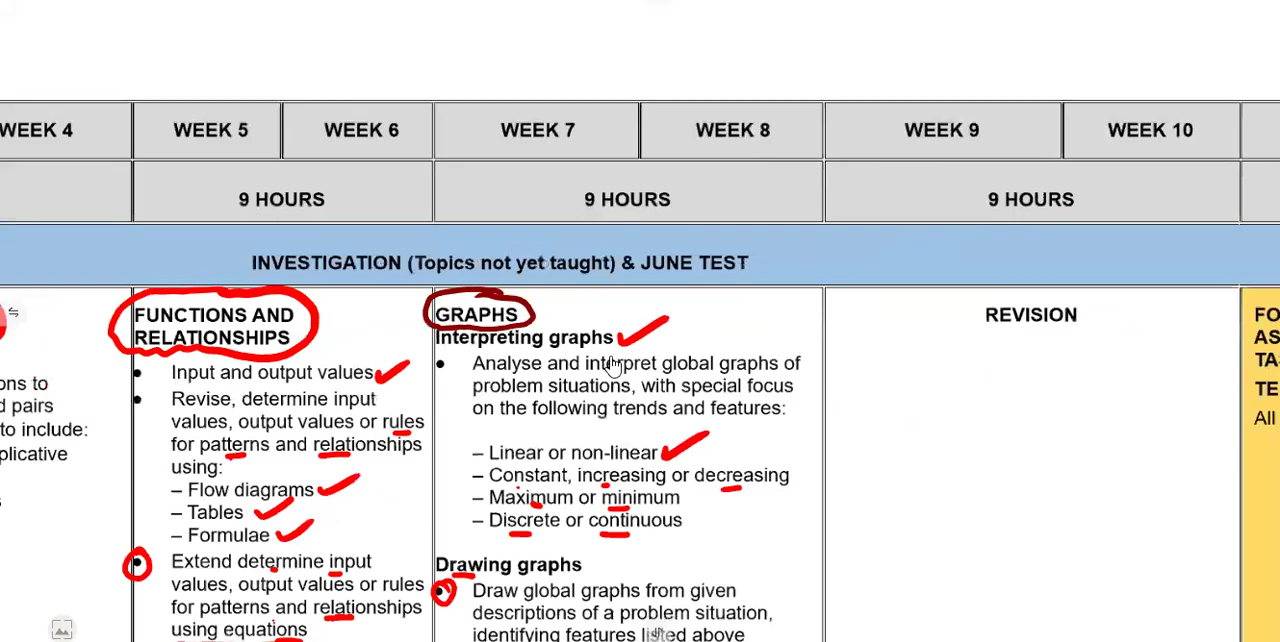 WEEK 4
WEEK 5
WEEK 6
WEEK 7
WEEK 8
WEEK 9
WEEK 10
9 HOURS
9 HOURS
9 HOURS
INVESTIGATION (Topics not yet taught) & JUNE TEST
ons to
d pairs
to include:
plicative
s
FUNCTIONS AND
RELATIONSHIPS
• Input and output values
• Revise, determine input
values, output values or rules
for patterns and relationships
using:
– Flow diagrams
– Tables
– Formulae
• Extend determine input
values, output values or rules
for patterns and relationships
using equations
GRAPHS
Interpreting graphs
• Analyse and interpret global graphs of
problem situations, with special focus
on the following trends and features:
– Linear or non-linear
– Constant, increasing or decreasing
– Maximum or minimum
– Discrete or continuous
Drawing graphs
• Draw global graphs from given
descriptions of a problem situation,
identifying features listed above
REVISION
FO
AS
TA
TE
All